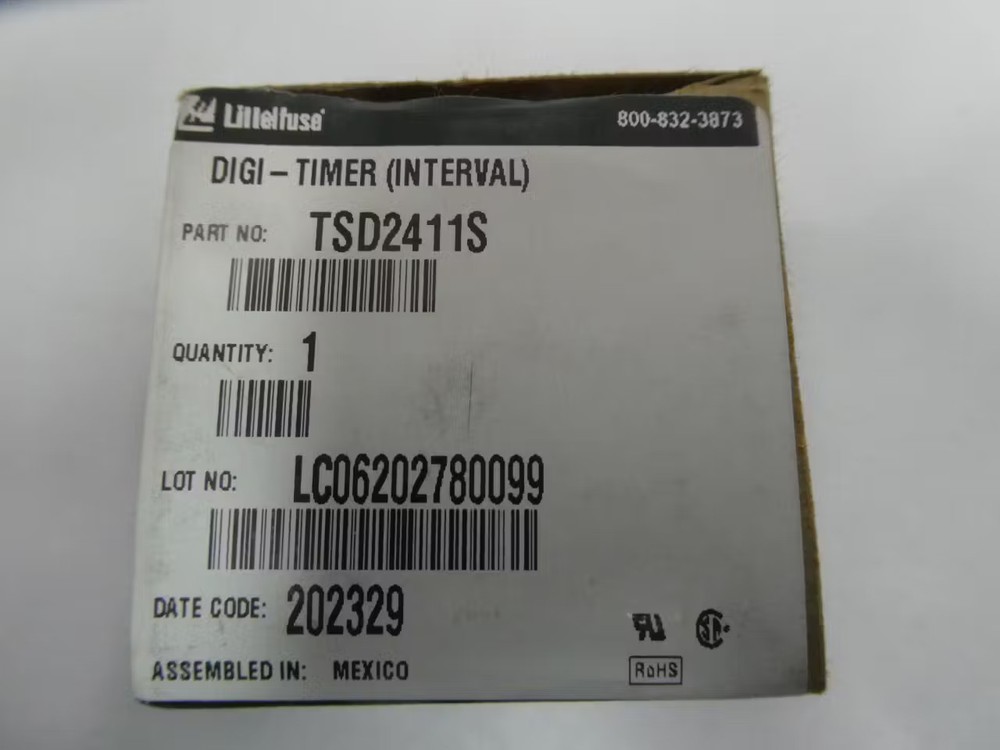 Littelfuse
800-832-3873
DIGI-TIMER (INTERVAL)
PART NO: TSD2411S
QUANTITY: 1
LOT NO: LC06202780099
DATE CODE: 202329
ASSEMBLED IN: MEXICO
RoHS